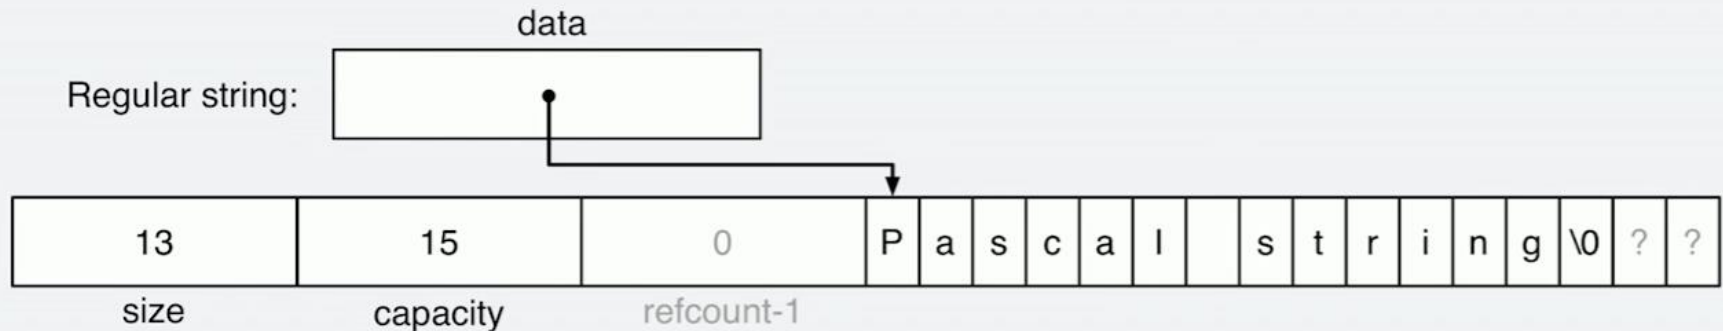 data
Regular string:
13 15 0 P a s c a l s t r i n g \0 ? ?
size capacity refcount-1